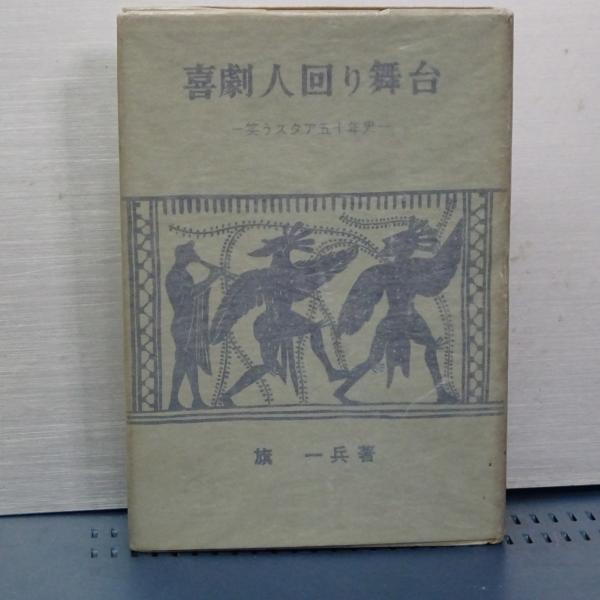 喜劇人回り舞台
―笑うスタア五十年史―
旗 一兵著